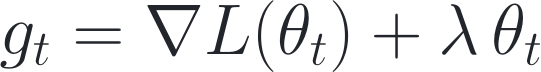 g_t = ∇L(θ_t) + λ θ_t